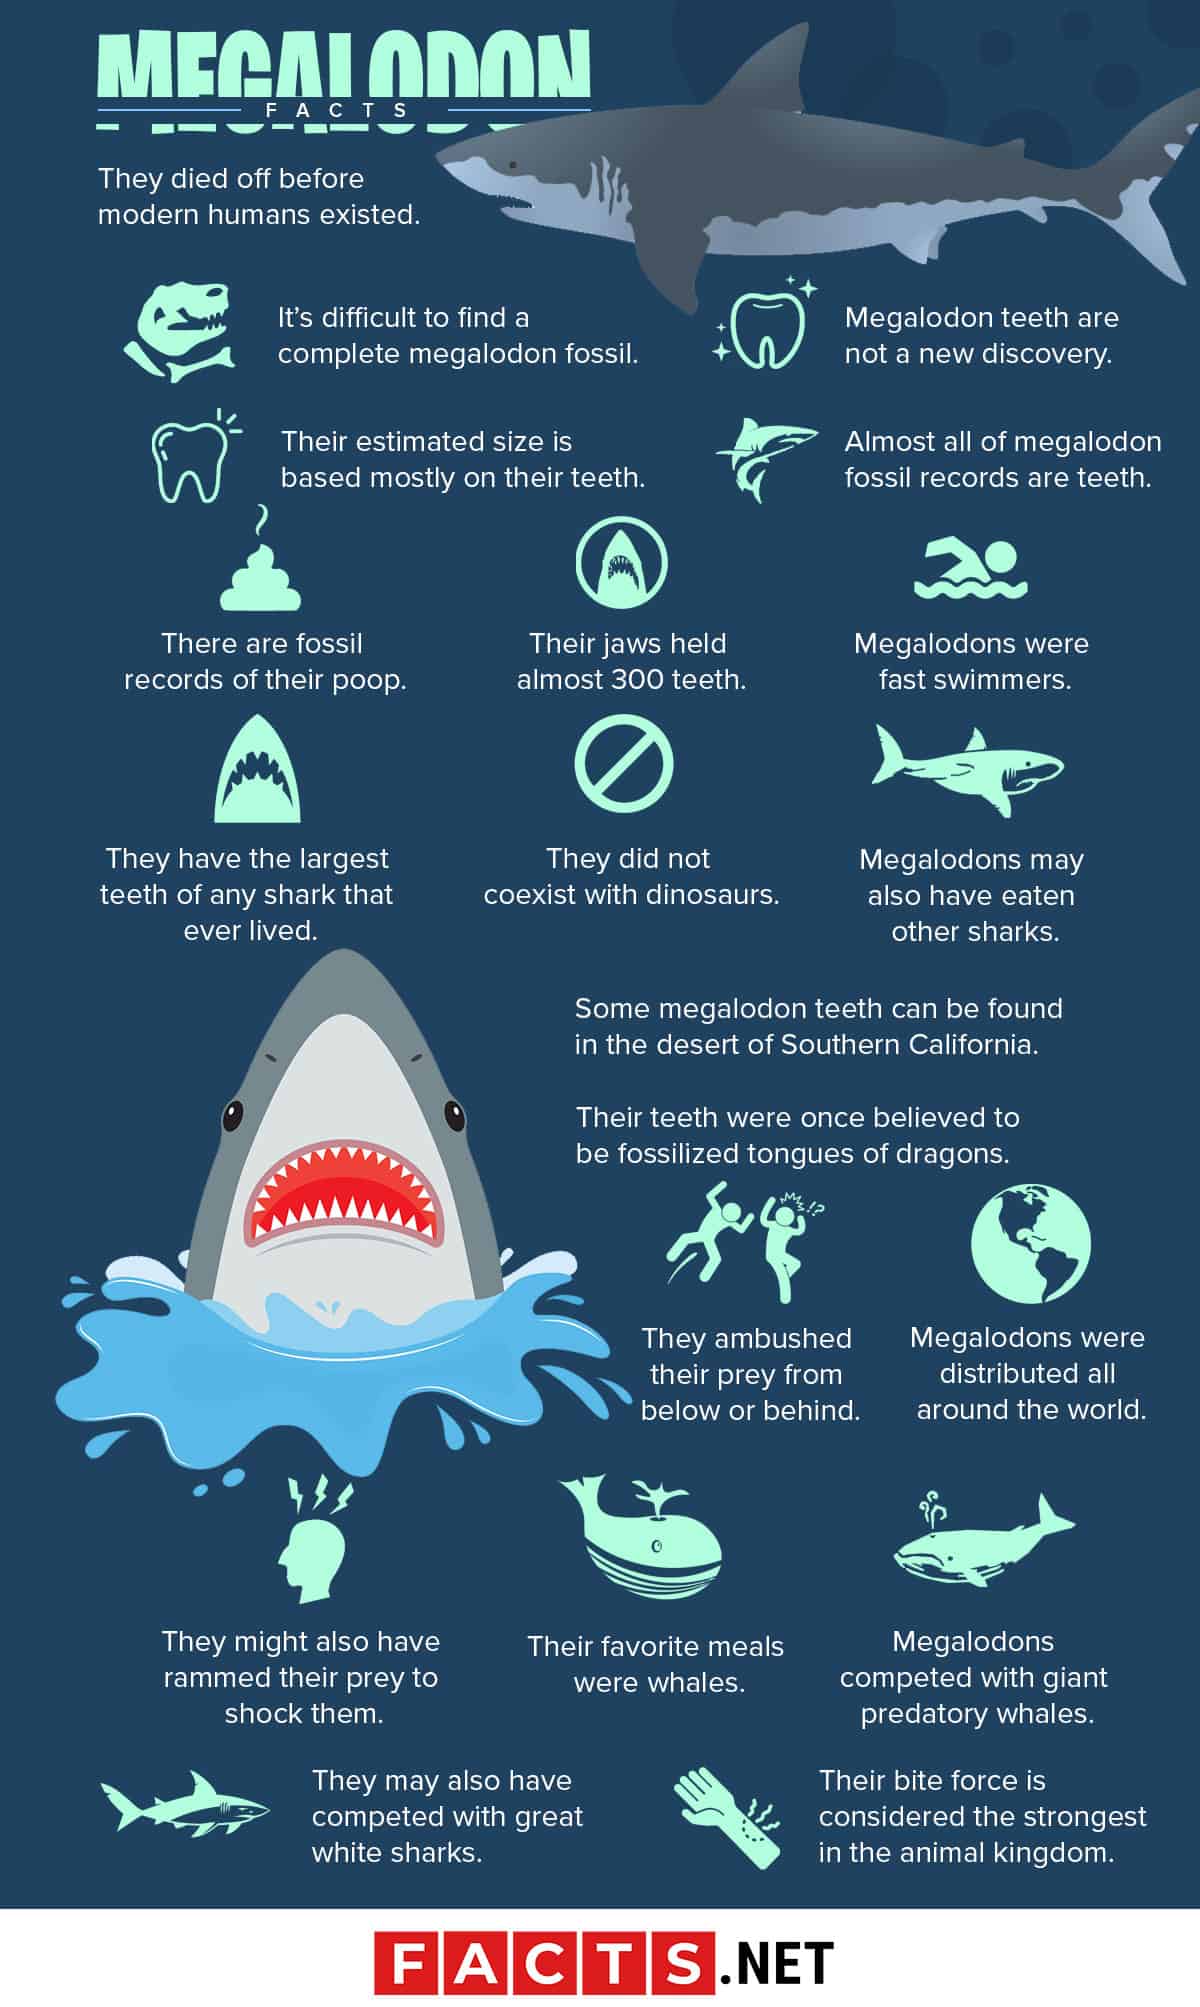 MEGALODON
FACTS
They died off before
modern humans existed.
It's difficult to find a
complete megalodon fossil.
Megalodon teeth are
not a new discovery.
Their estimated size is
based mostly on their teeth.
Almost all of megalodon
fossil records are teeth.
There are fossil
records of their poop.
Their jaws held
almost 300 teeth.
Megalodons were
fast swimmers.
They have the largest
teeth of any shark that
ever lived.
They did not
coexist with dinosaurs.
Megalodons may
also have eaten
other sharks.
Some megalodon teeth can be found
in the desert of Southern California.
Their teeth were once believed to
be fossilized tongues of dragons.
!?
They ambushed
their prey from
below or behind.
Megalodons were
distributed all
around the world.
They might also have
rammed their prey to
shock them.
Their favorite meals
were whales.
Megalodons
competed with giant
predatory whales.
They may also have
competed with great
white sharks.
Their bite force is
considered the strongest
in the animal kingdom.
FACTS.NET